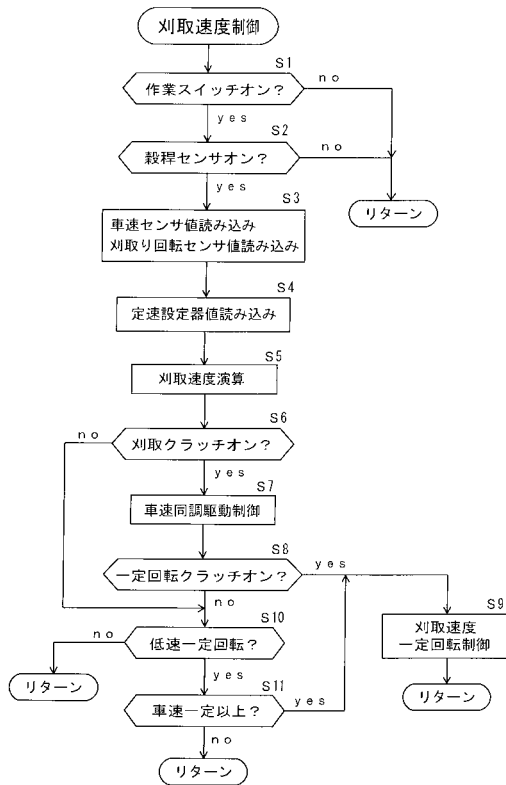 刈取速度制御
S1
作業スイッチオン?
no
yes
S2
穀稈センサオン?
no
yes
リターン
S3
車速センサ値読み込み
刈取り回転センサ値読み込み
S4
定速設定器値読み込み
S5
刈取速度演算
S6
no
刈取クラッチオン?
yes
S7
車速同調駆動制御
S8
一定回転クラッチオン?
yes
no
S9
刈取速度
一定回転制御
リターン
S10
no
低速一定回転?
リターン
yes
S11
車速一定以上?
yes
no
リターン